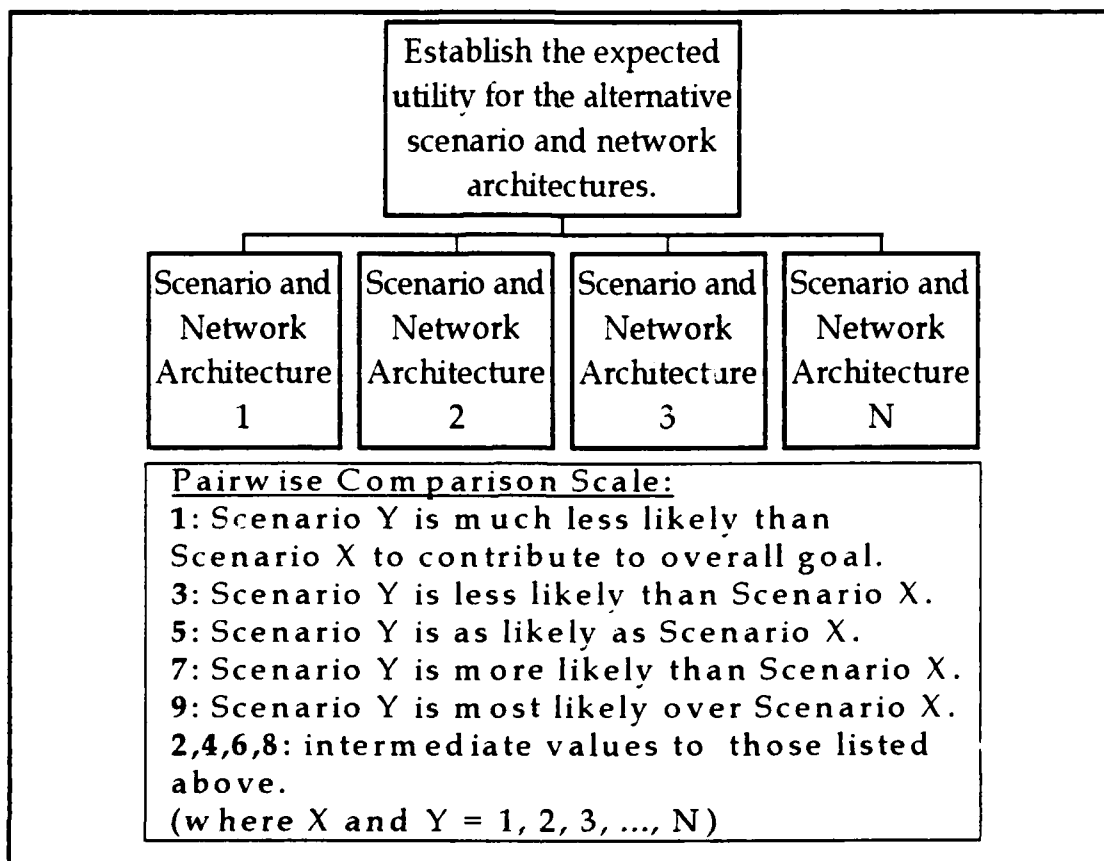 Establish the expected
utility for the alternative
scenario and network
architectures.
Scenario and
Network
Architecture
1
Scenario and
Network
Architecture
2
Scenario and
Network
Architecture
3
Scenario and
Network
Architecture
N
Pairwise Comparison Scale:
1: Scenario Y is much less likely than
Scenario X to contribute to overall goal.
3: Scenario Y is less likely than Scenario X.
5: Scenario Y is as likely as Scenario X.
7: Scenario Y is more likely than Scenario X.
9: Scenario Y is most likely over Scenario X.
2,4,6,8: intermediate values to those listed
above.
(where X and Y = 1, 2, 3, ..., N)